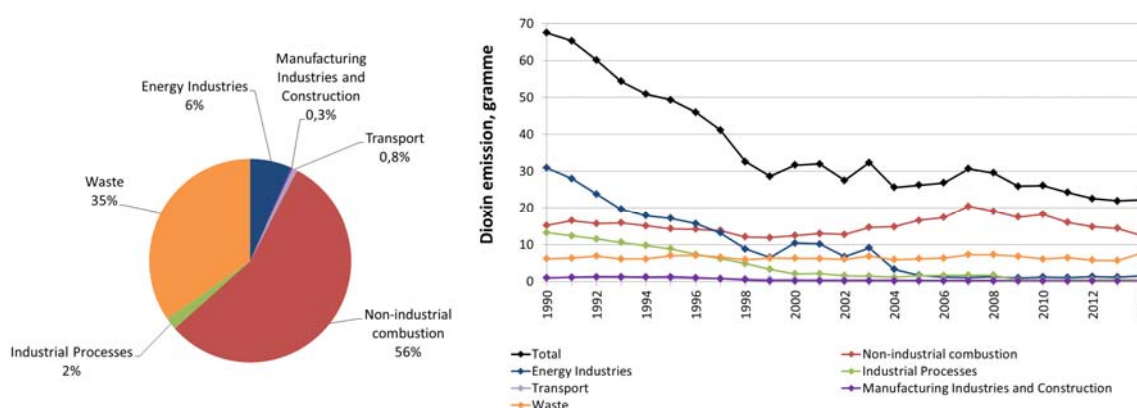 Manufacturing
Industries and
Construction
0,3%
Energy Industries
6%
Transport
0,8%
Waste
35%
Industrial Processes
2%
Non-industrial
combustion
56%
Dioxin emission, gramme
70
60
50
40
30
20
10
0
1990
1992
1994
1996
1998
2000
2002
2004
2006
2008
2010
2012
Total
Non-industrial combustion
Energy Industries
Industrial Processes
Transport
Manufacturing Industries and Construction
Waste